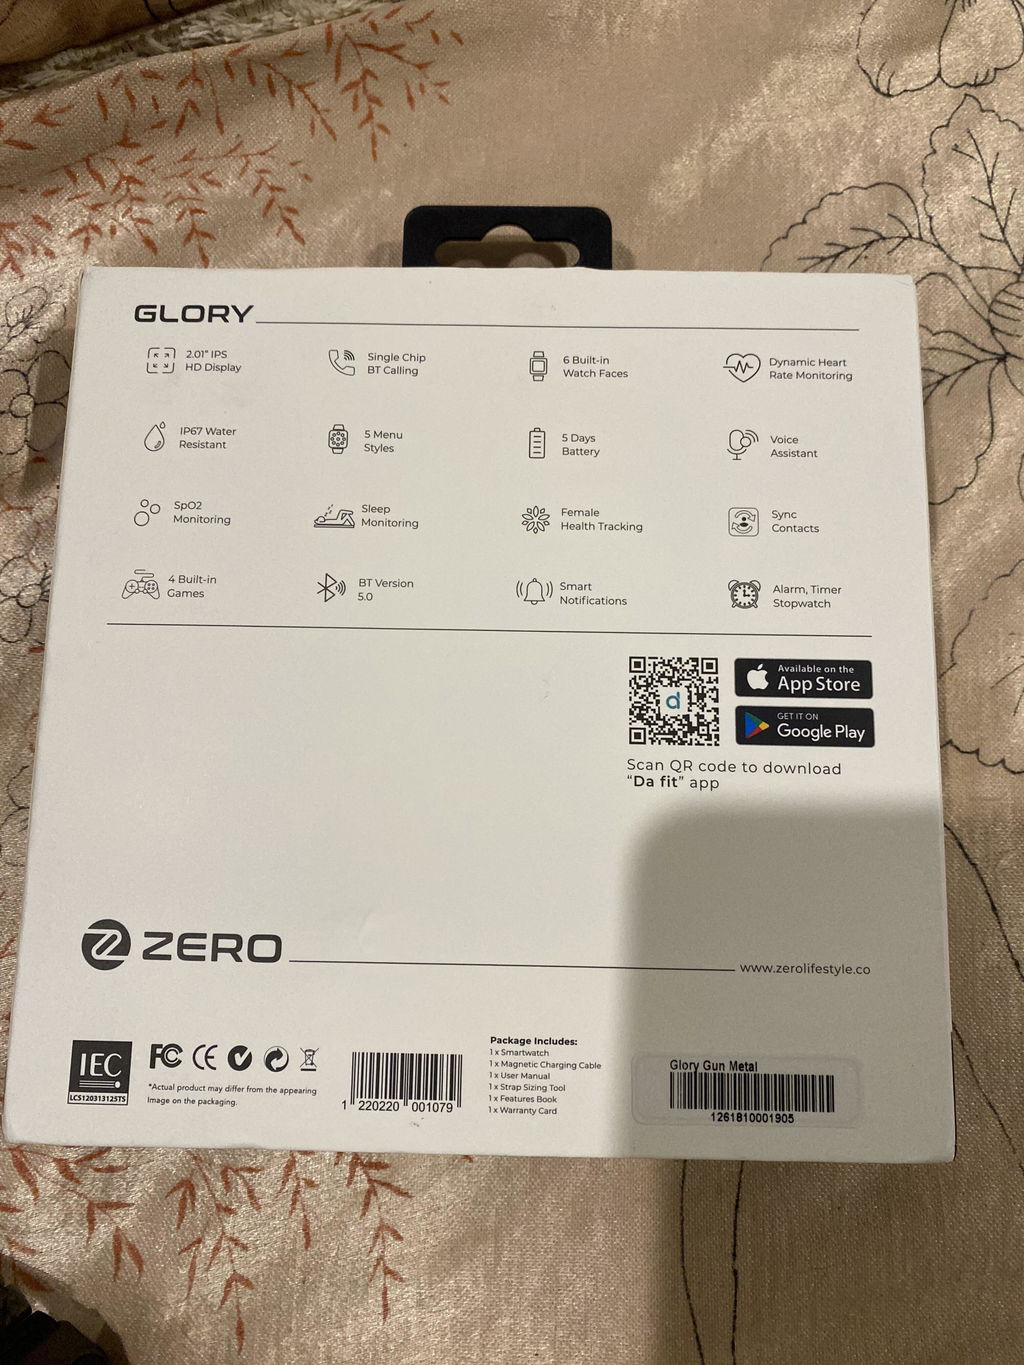 GLORY
2.01" IPS
HD Display
Single Chip
BT Calling
6 Built-in
Watch Faces
Dynamic Heart
Rate Monitoring
IP67 Water
Resistant
5 Menu
Styles
5 Days
Battery
Voice
Assistant
SpO2
Monitoring
Sleep
Monitoring
Female
Health Tracking
Sync
Contacts
4 Built-in
Games
BT Version
5.0
Smart
Notifications
Alarm, Timer
Stopwatch
d
Available on the
App Store
GET IT ON
Google Play
Scan QR code to download
“Da fit” app
ZERO
www.zerolifestyle.co
IEC
LCS120313125TS
FC CE
*Actual product may differ from the appearing
Image on the packaging.
1 220220 001079
Package Includes:
1 x Smartwatch
1 x Magnetic Charging Cable
1 x User Manual
1 x Strap Sizing Tool
1 x Features Book
1 x Warranty Card
Glory Gun Metal
1261810001905